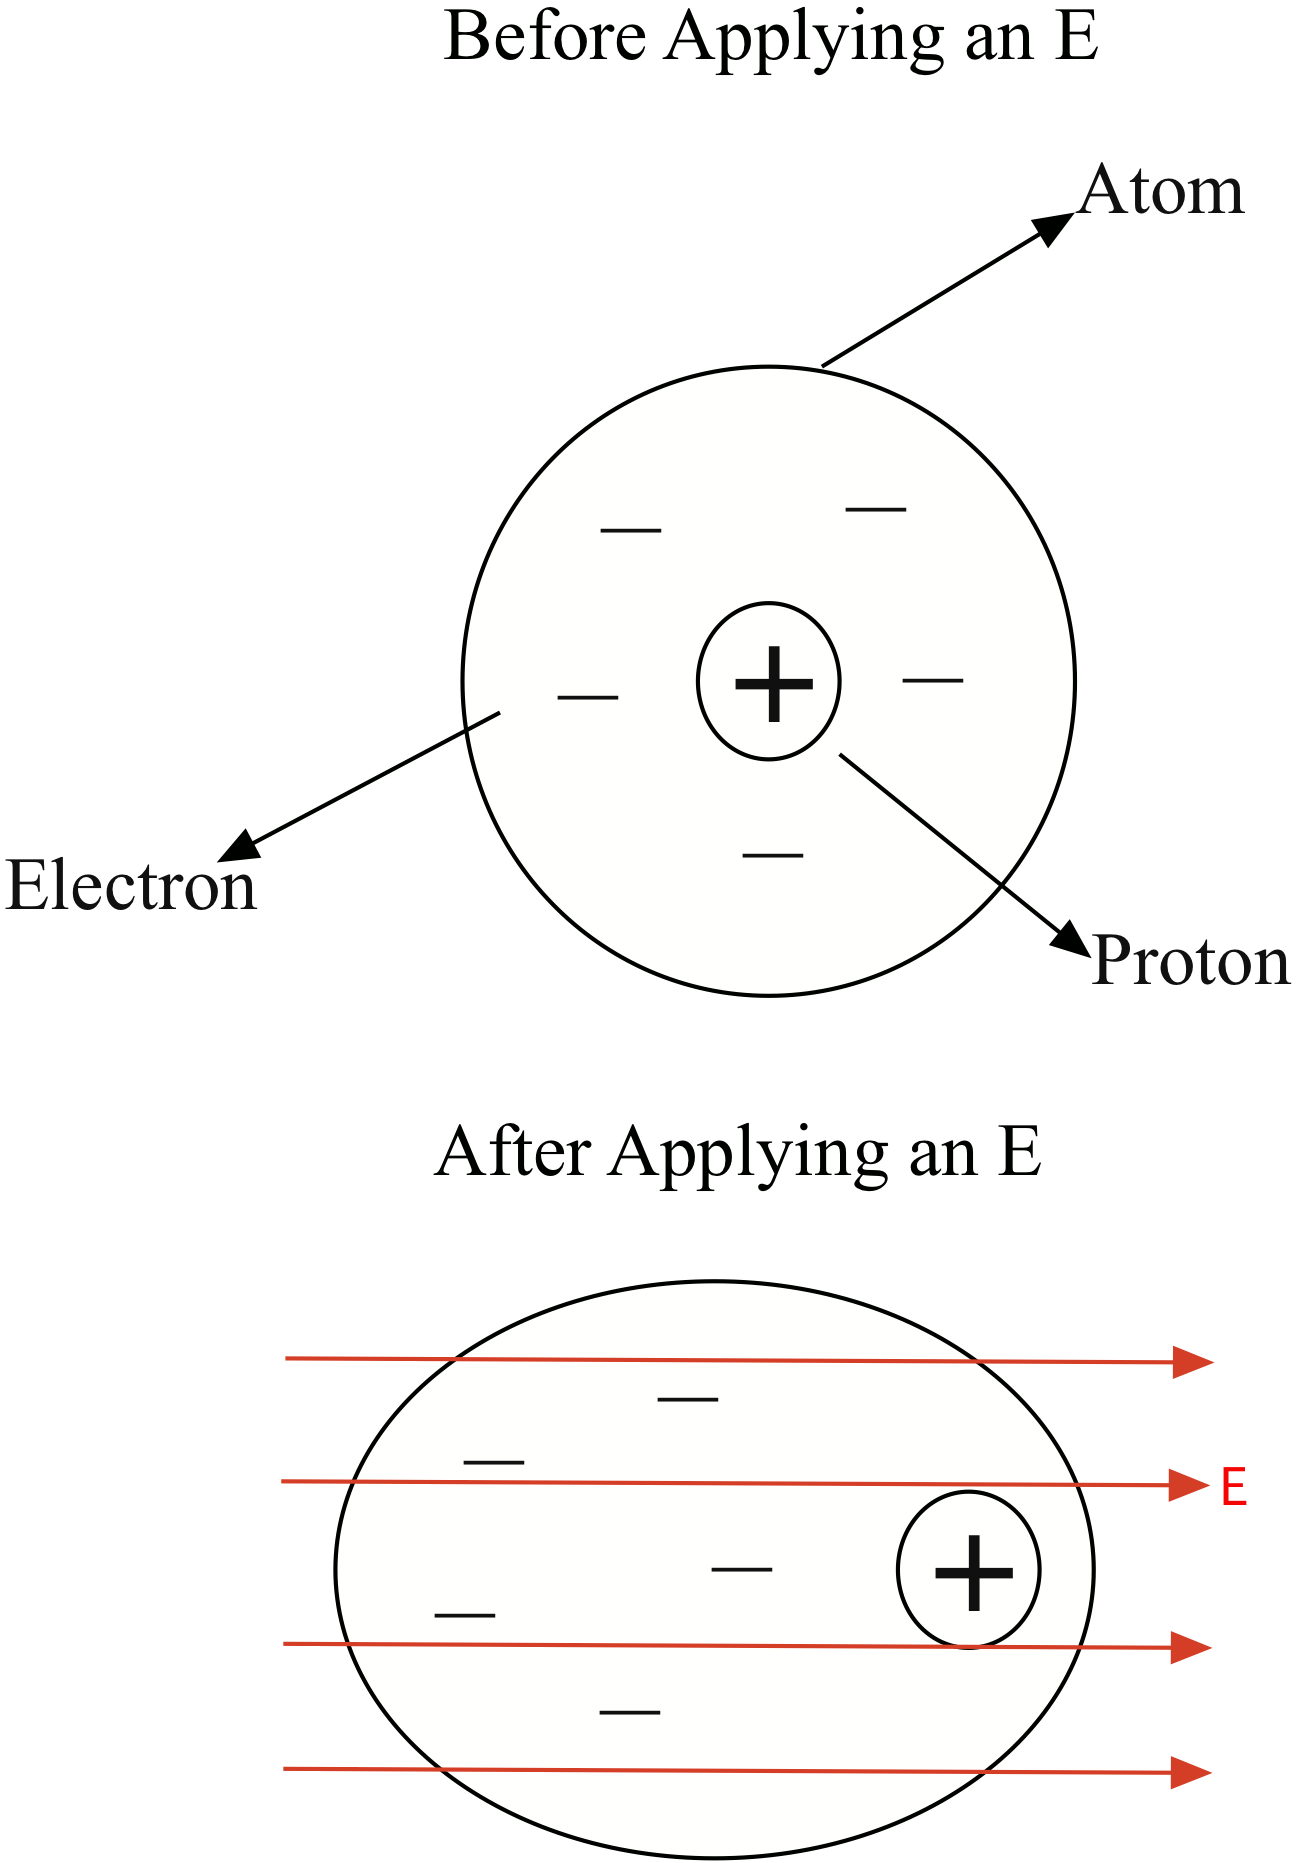 Before Applying an E
Atom
—
—
+
—
—
Electron
—
Proton
After Applying an E
—
—
E
—
+
—
—